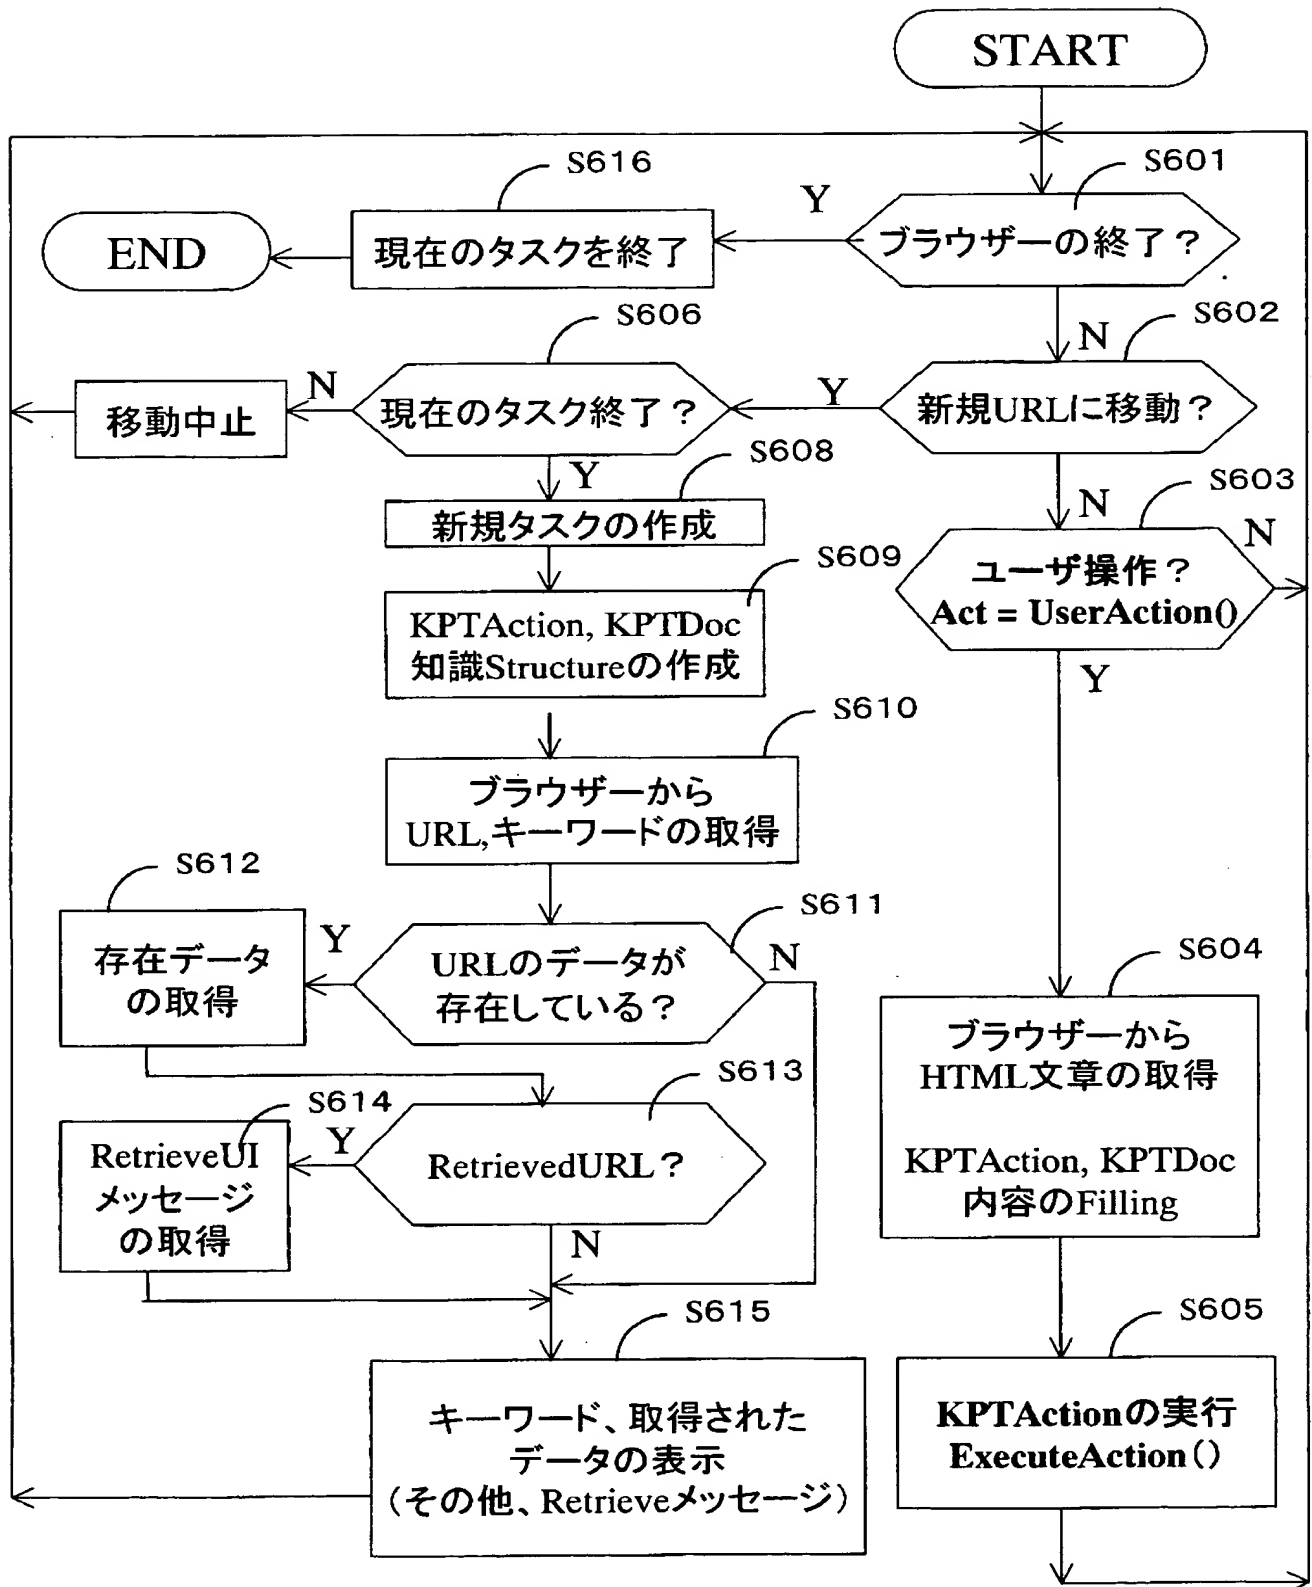 START
S601
ブラウザーの終了？
Y
N
S616
現在のタスクを終了
END
S602
新規URLに移動？
Y
N
S606
現在のタスク終了？
N
Y
移動中止
S603
ユーザ操作？
Act = UserAction()
N
Y
S608
新規タスクの作成
S609
KPTAction, KPTDoc
知識Structureの作成
S610
ブラウザーから
URL,キーワードの取得
S611
URLのデータが
存在している？
Y
N
S612
存在データ
の取得
S613
RetrievedURL？
Y
N
S614
RetrieveUI
メッセージ
の取得
S615
キーワード、取得された
データの表示
（その他、Retrieveメッセージ）
S604
ブラウザーから
HTML文章の取得
KPTAction, KPTDoc
内容のFilling
S605
KPTActionの実行
ExecuteAction（）